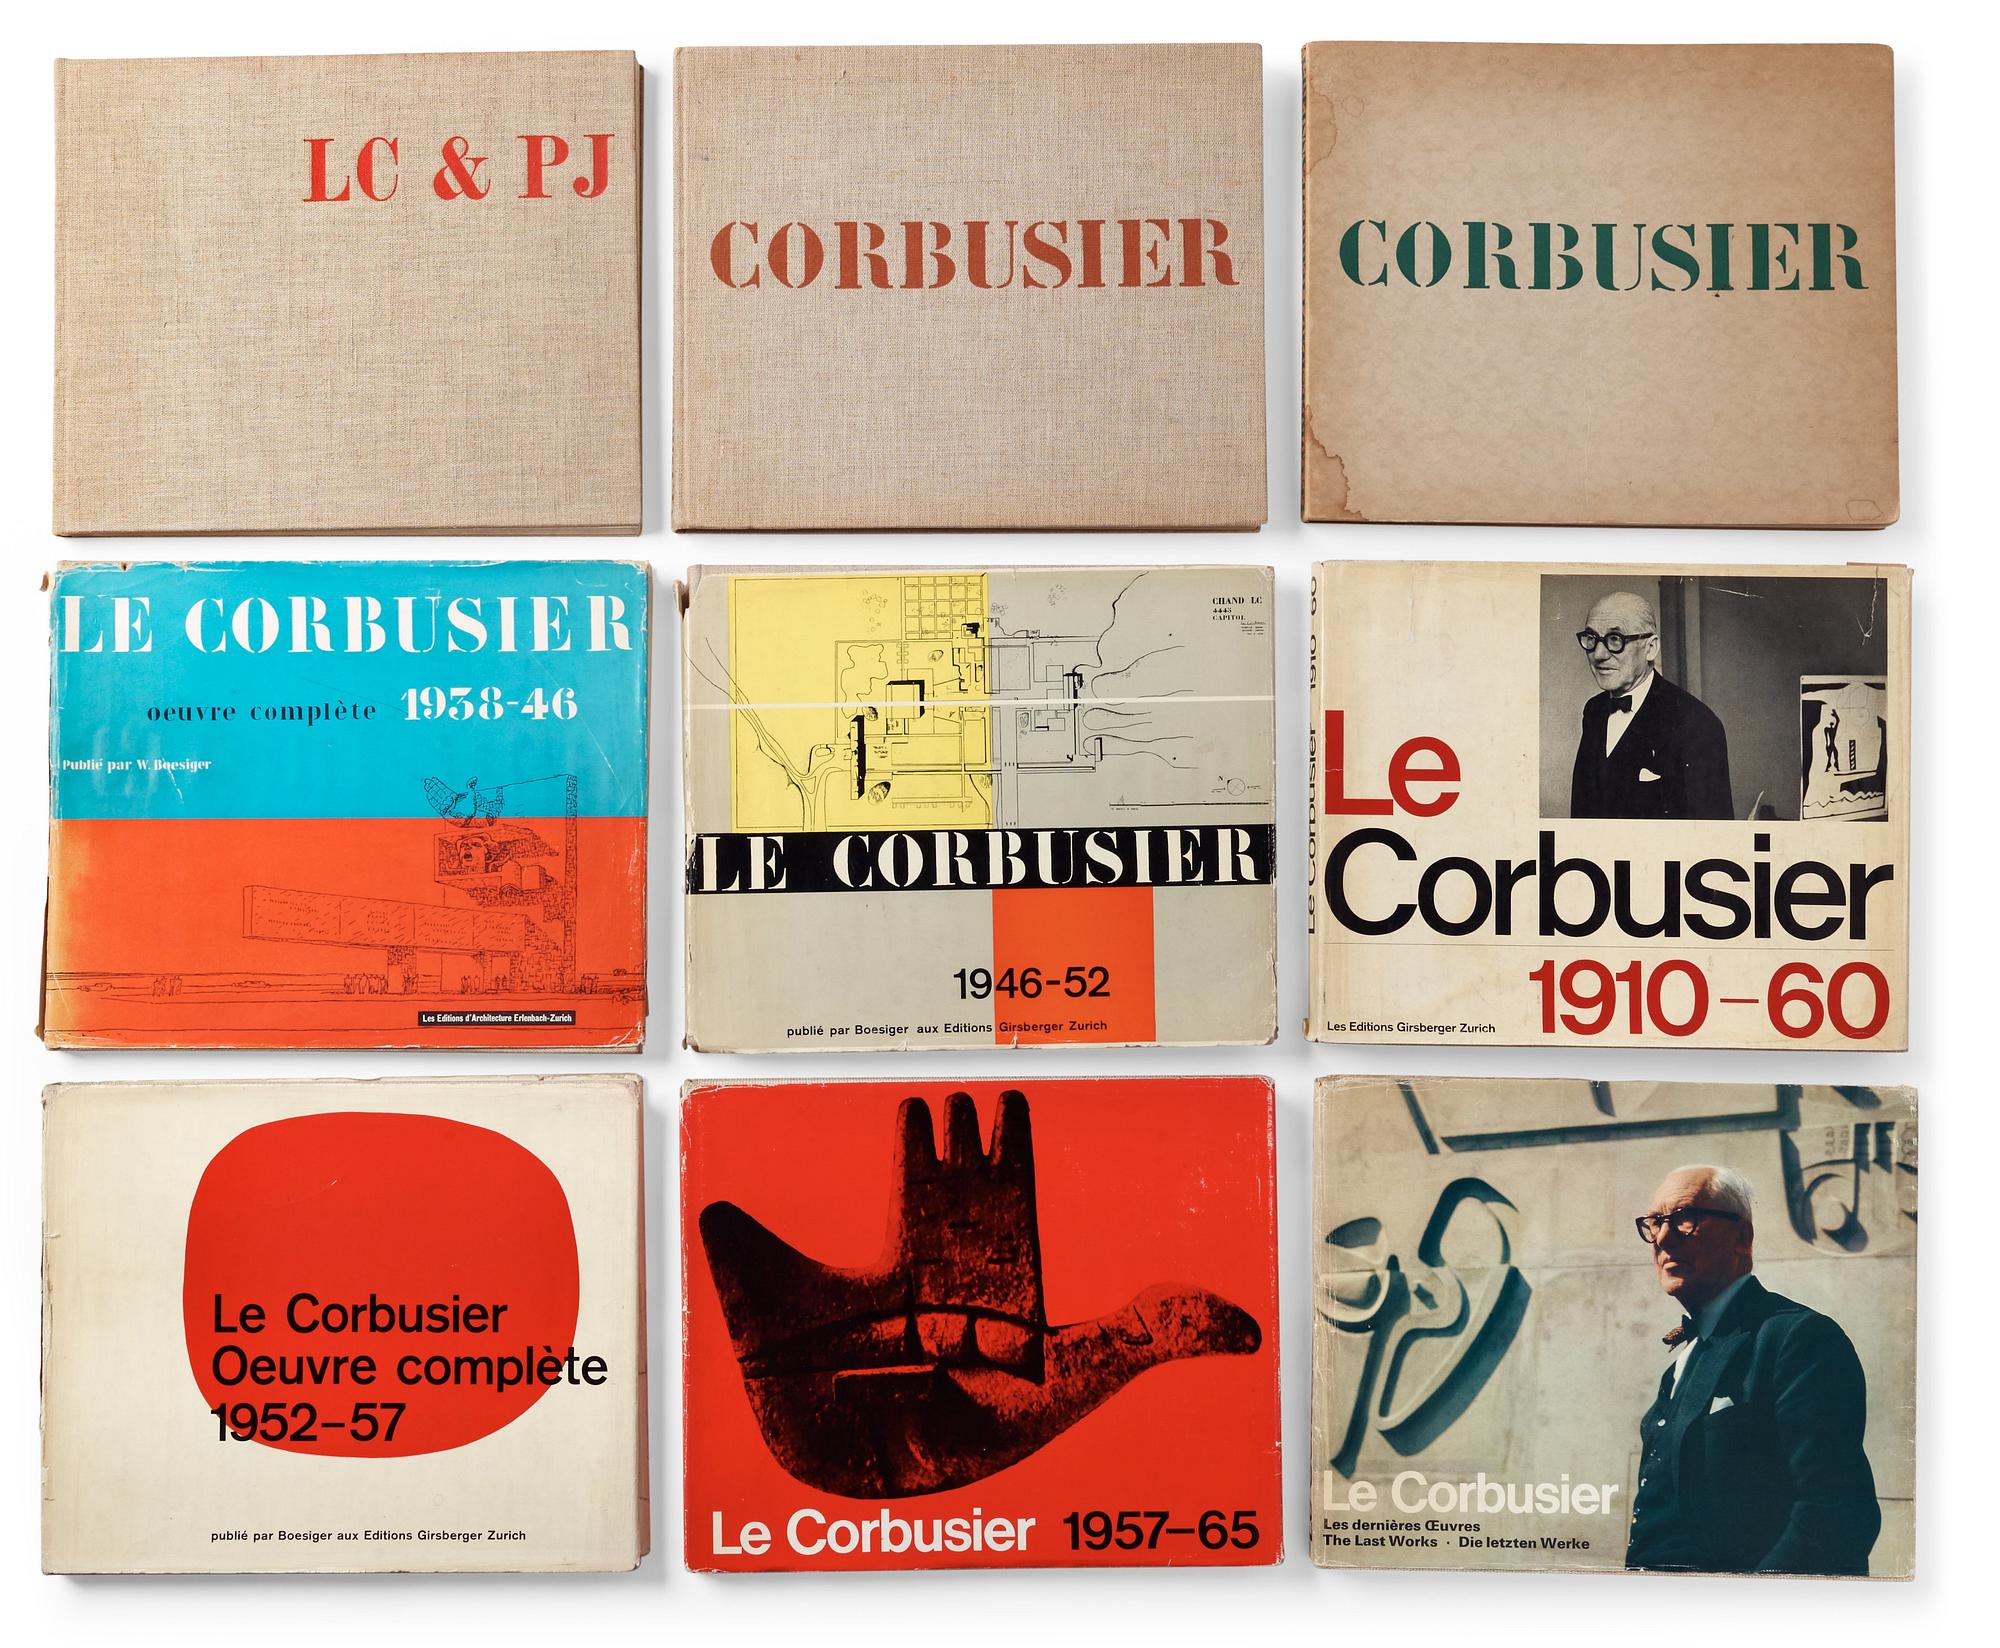 LC & PJ
CORBUSIER
CORBUSIER
LE CORBUSIER
oeuvre complète 1938-46
Publié par W. Boesiger
Les Editions d'Architecture Erlenbach-Zurich
CHAND LC
4445
CAPITOL
N
LE CORBUSIER
1946-52
publié par Boesiger aux Editions Girsberger Zurich
Le Corbusier 1910-60
Le
Corbusier
1910–60
Les Editions Girsberger Zurich
Le Corbusier
Oeuvre complète
1952–57
publié par Boesiger aux Editions Girsberger Zurich
Le Corbusier 1957–65
Le Corbusier
Les dernières Œuvres
The Last Works · Die letzten Werke